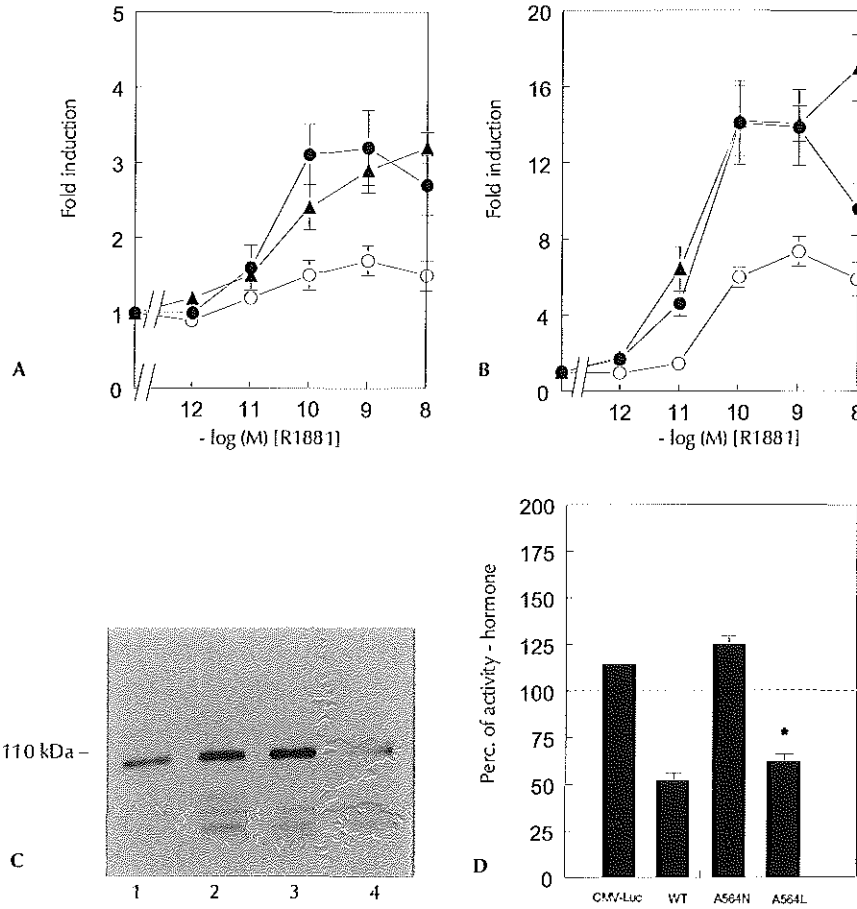 5
4
3
2
1
0
Fold induction
12 11 10 9 8
- log (M) [R1881]
A
20
16
12
8
4
0
Fold induction
12 11 10 9 8
- log (M) [R1881]
B
110 kDa –
1 2 3 4
C
200
175
150
125
100
75
50
25
0
Perc. of activity - hormone
*
CMV-Luc WT A564N A564L
D